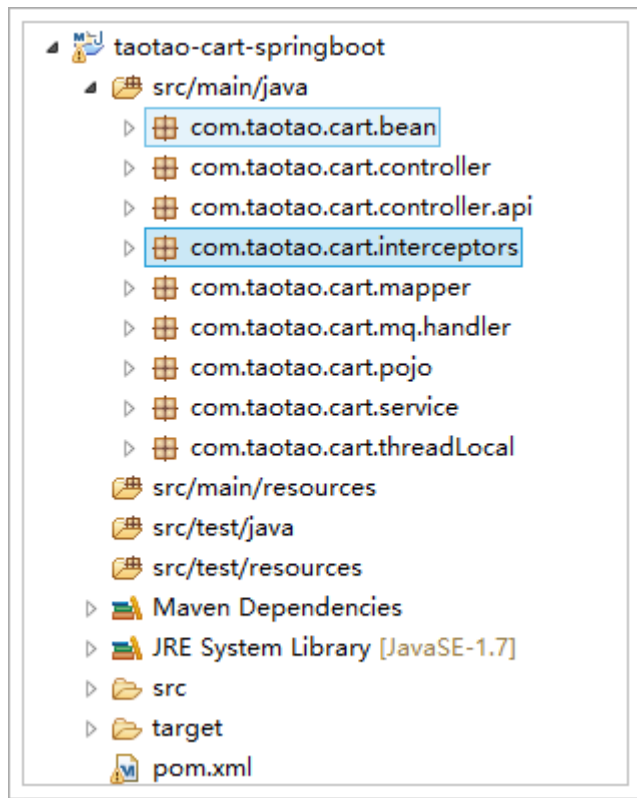 taotao-cart-springboot
src/main/java
com.taotao.cart.bean
com.taotao.cart.controller
com.taotao.cart.controller.api
com.taotao.cart.interceptors
com.taotao.cart.mapper
com.taotao.cart.mq.handler
com.taotao.cart.pojo
com.taotao.cart.service
com.taotao.cart.threadLocal
src/main/resources
src/test/java
src/test/resources
Maven Dependencies
JRE System Library [JavaSE-1.7]
src
target
pom.xml